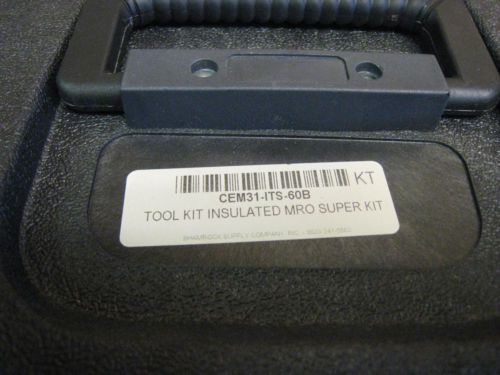 KT
CEM31-ITS-60B
TOOL KIT INSULATED MRO SUPER KIT
SHAMROCK SUPPLY COMPANY, INC.